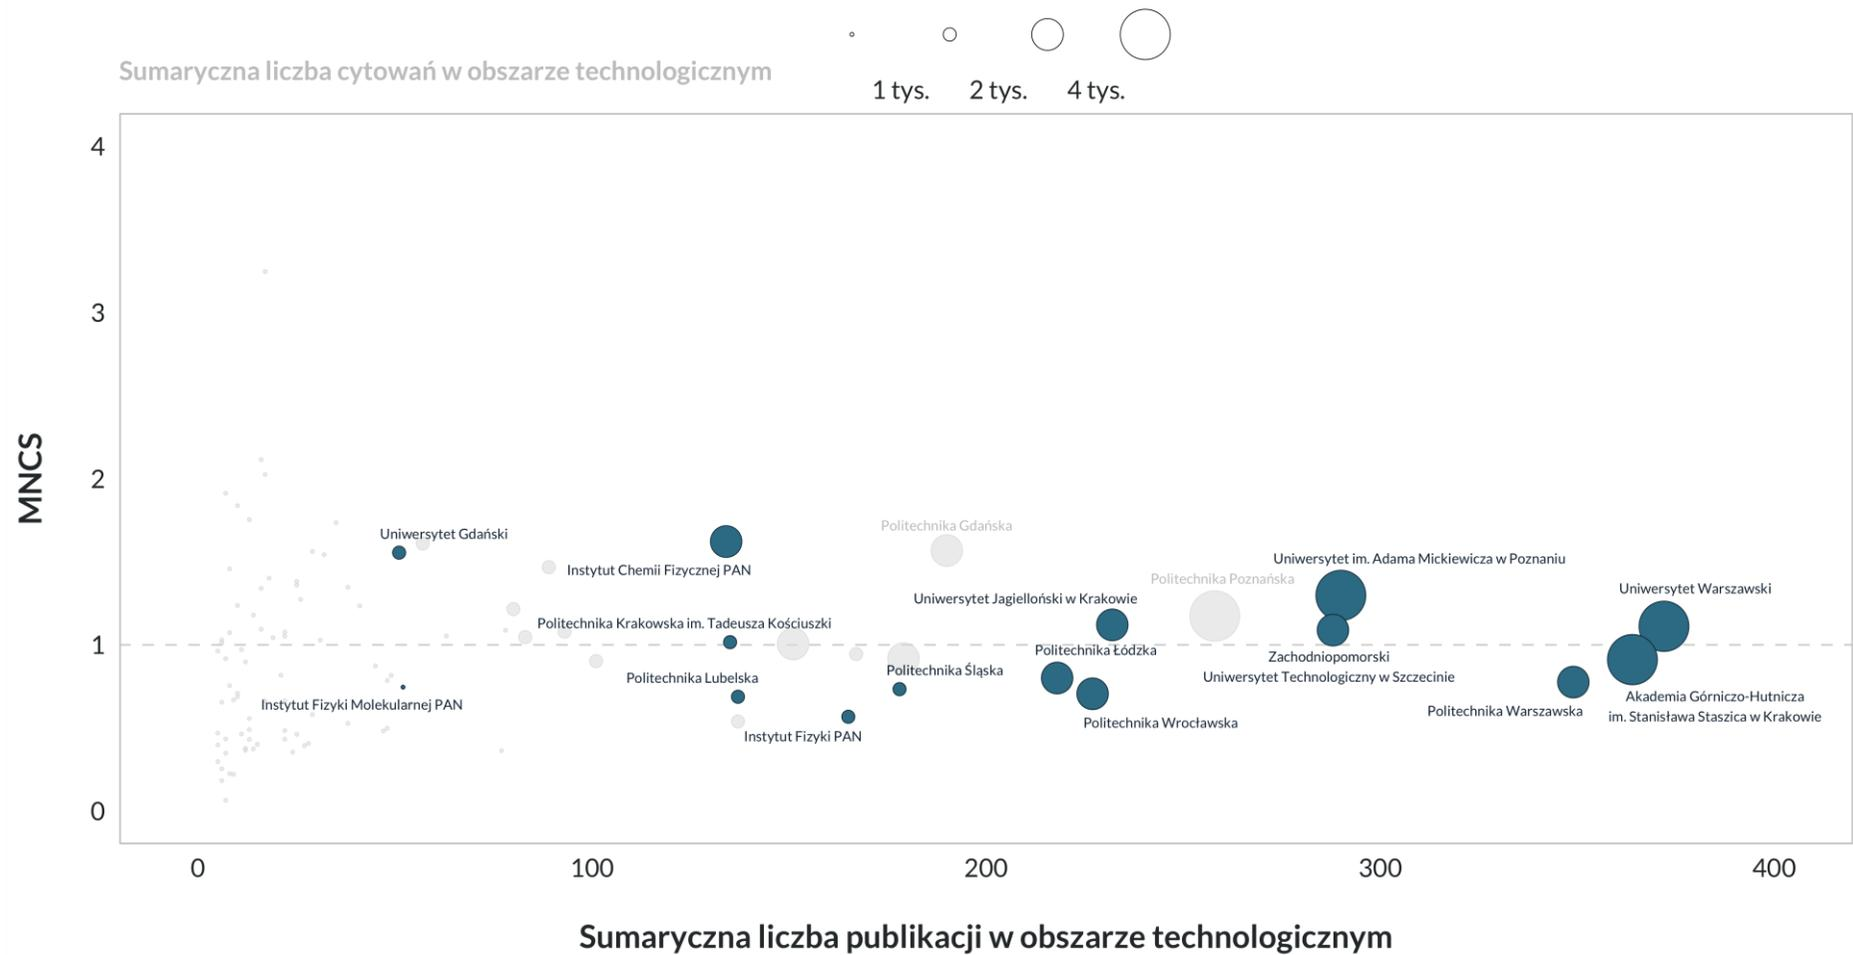 Sumaryczna liczba cytowań w obszarze technologicznym
1 tys.
2 tys.
4 tys.
MNCS
4
3
2
1
0
Uniwersytet Gdański
Instytut Chemii Fizycznej PAN
Politechnika Gdańska
Uniwersytet im. Adama Mickiewicza w Poznaniu
Politechnika Poznańska
Uniwersytet Warszawski
Uniwersytet Jagielloński w Krakowie
Politechnika Krakowska im. Tadeusza Kościuszki
Politechnika Łódzka
Zachodniopomorski
Uniwersytet Technologiczny w Szczecinie
Politechnika Śląska
Politechnika Lubelska
Akademia Górniczo-Hutnicza
im. Stanisława Staszica w Krakowie
Instytut Fizyki Molekularnej PAN
Politechnika Warszawska
Politechnika Wrocławska
Instytut Fizyki PAN
0
100
200
300
400
Sumaryczna liczba publikacji w obszarze technologicznym